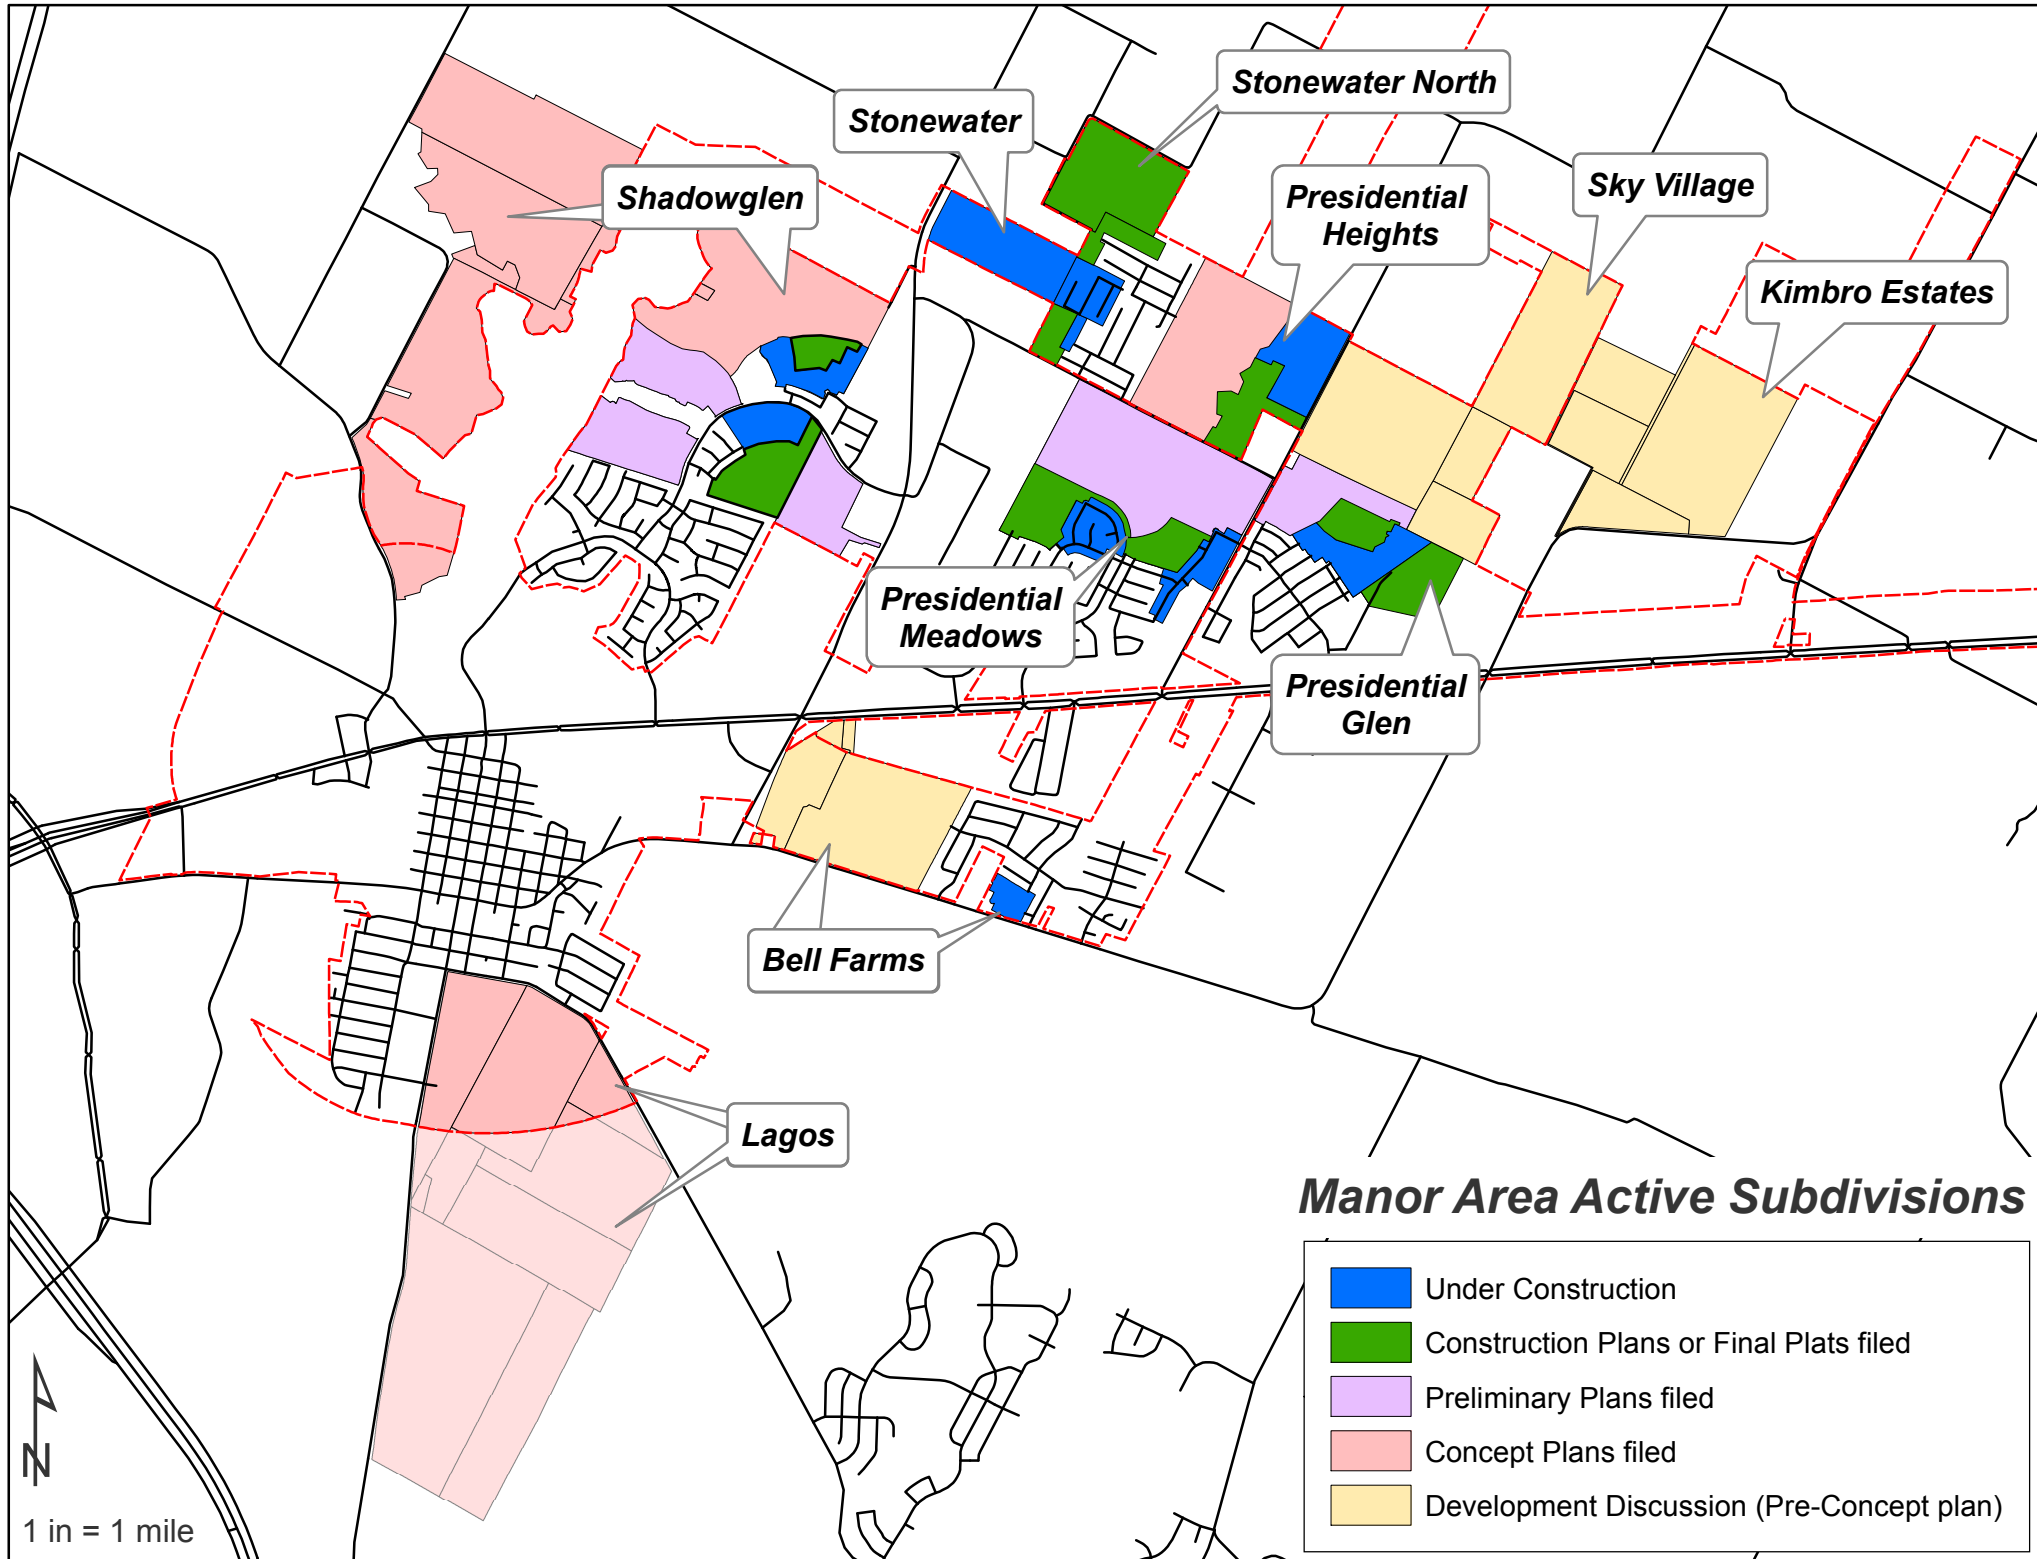 Stonewater North
Stonewater
Shadowglen
Presidential
Heights
Sky Village
Kimbro Estates
Presidential
Meadows
Presidential
Glen
Bell Farms
Lagos
Manor Area Active Subdivisions
Under Construction
Construction Plans or Final Plats filed
Preliminary Plans filed
Concept Plans filed
Development Discussion (Pre-Concept plan)
N
1 in = 1 mile